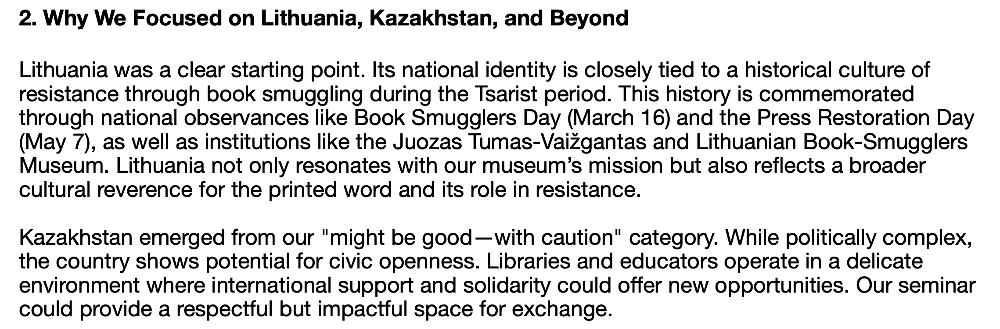 2. Why We Focused on Lithuania, Kazakhstan, and Beyond
Lithuania was a clear starting point. Its national identity is closely tied to a historical culture of
resistance through book smuggling during the Tsarist period. This history is commemorated
through national observances like Book Smugglers Day (March 16) and the Press Restoration Day
(May 7), as well as institutions like the Juozas Tumas-Vaižgantas and Lithuanian Book-Smugglers
Museum. Lithuania not only resonates with our museum’s mission but also reflects a broader
cultural reverence for the printed word and its role in resistance.
Kazakhstan emerged from our "might be good—with caution" category. While politically complex,
the country shows potential for civic openness. Libraries and educators operate in a delicate
environment where international support and solidarity could offer new opportunities. Our seminar
could provide a respectful but impactful space for exchange.